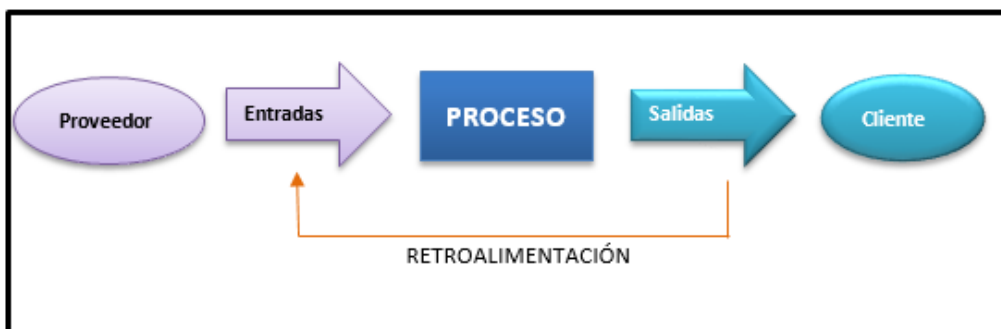 Proveedor
Entradas
PROCESO
Salidas
Cliente
RETROALIMENTACIÓN